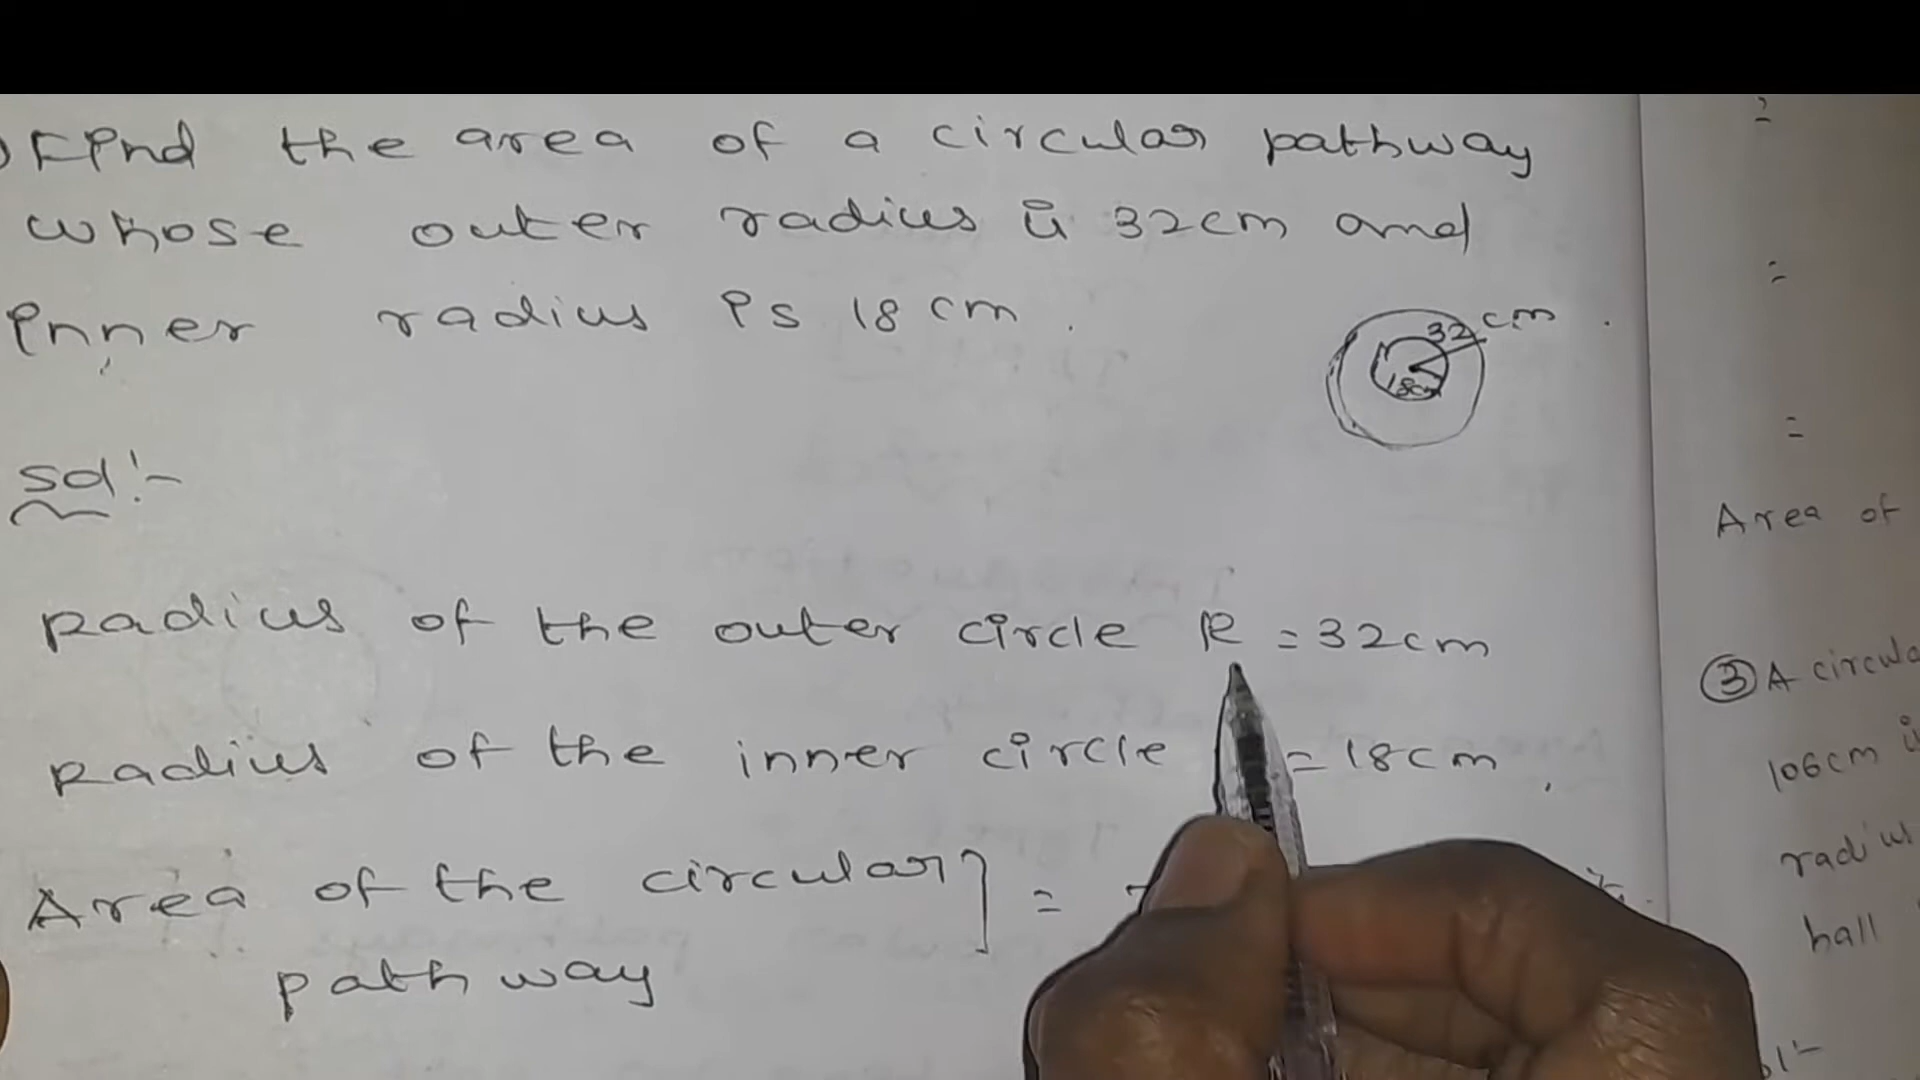 Find the area of a circular pathway
whose outer radius is 32cm and
inner radius is 18 cm.
32 cm
18cm
Sol:-
Radius of the outer circle R = 32cm
Radius of the inner circle = 18cm.
Area of the circular
pathway
=
=
=
=
Area of
③ A circula
106cm is
radius
ball